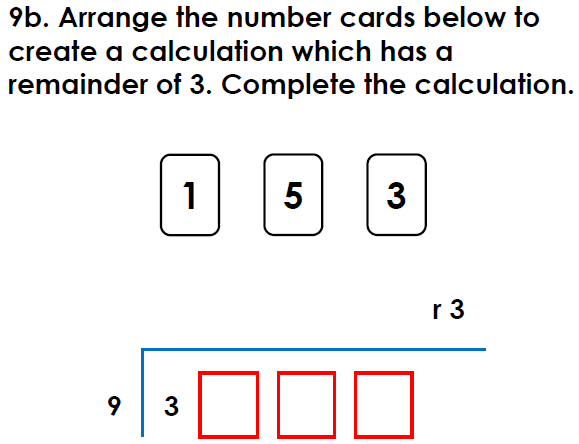 9b. Arrange the number cards below to
create a calculation which has a
remainder of 3. Complete the calculation.
1 5 3
r 3
9 3